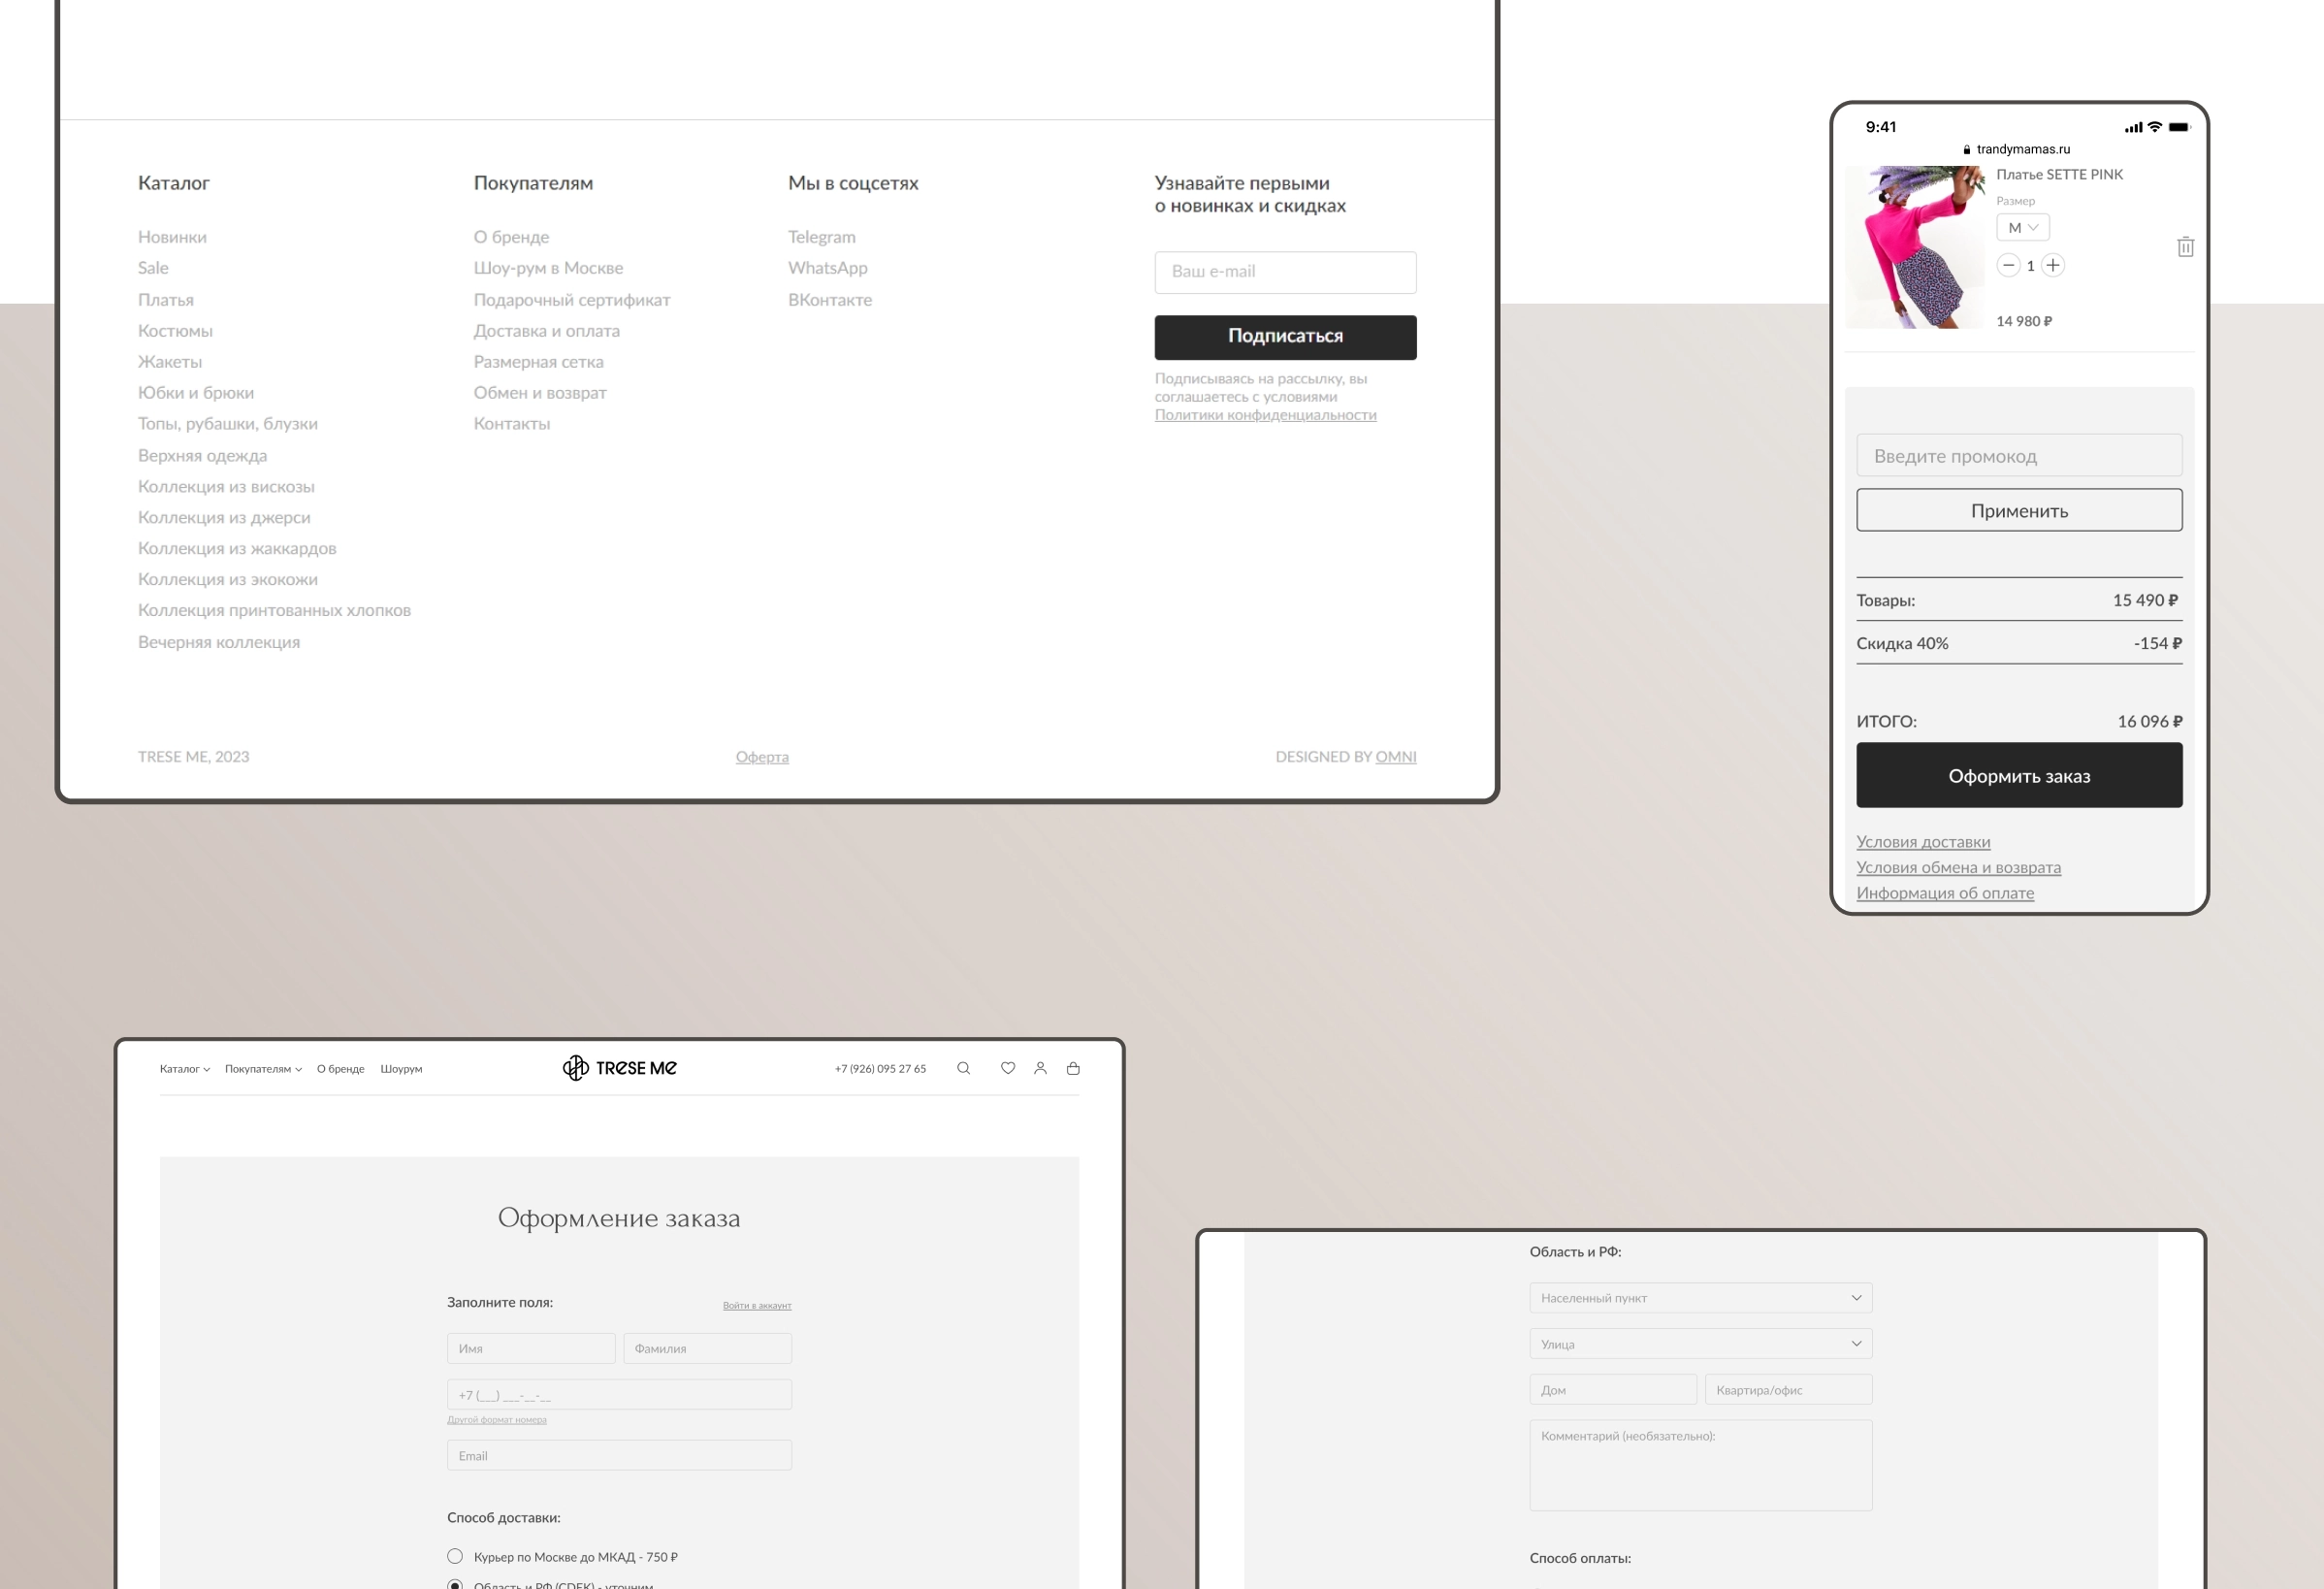 Каталог
Новинки
Sale
Платья
Костюмы
Жакеты
Юбки и брюки
Топы, рубашки, блузки
Верхняя одежда
Коллекция из вискозы
Коллекция из джерси
Коллекция из жаккардов
Коллекция из экокожи
Коллекция принтованных хлопков
Вечерняя коллекция
Покупателям
О бренде
Шоу-рум в Москве
Подарочный сертификат
Доставка и оплата
Размерная сетка
Обмен и возврат
Контакты
Мы в соцсетях
Telegram
WhatsApp
ВКонтакте
Узнавайте первыми
о новинках и скидках
Ваш e-mail
Подписаться
Подписываясь на рассылку, вы
соглашаетесь с условиями
Политики конфиденциальности
TRESE ME, 2023
Оферта
DESIGNED BY OMNI
9:41
trandymamas.ru
Платье SETTE PINK
Размер
M
1
14 980 ₽
Введите промокод
Применить
Товары: 15 490 ₽
Скидка 40% -154 ₽
ИТОГО: 16 096 ₽
Оформить заказ
Условия доставки
Условия обмена и возврата
Информация об оплате
Каталог Покупателям О бренде Шоурум TRESE ME +7 (926) 095 27 65
Оформление заказа
Заполните поля: Войти в аккаунт
Имя Фамилия
+7 (___) ___-__-__
Другой формат номера
Email
Способ доставки:
Курьер по Москве до МКАД - 750 ₽
Область и РФ (CDEK) - уточним
Область и РФ:
Населенный пункт
Улица
Дом Квартира/офис
Комментарий (необязательно):
Способ оплаты: